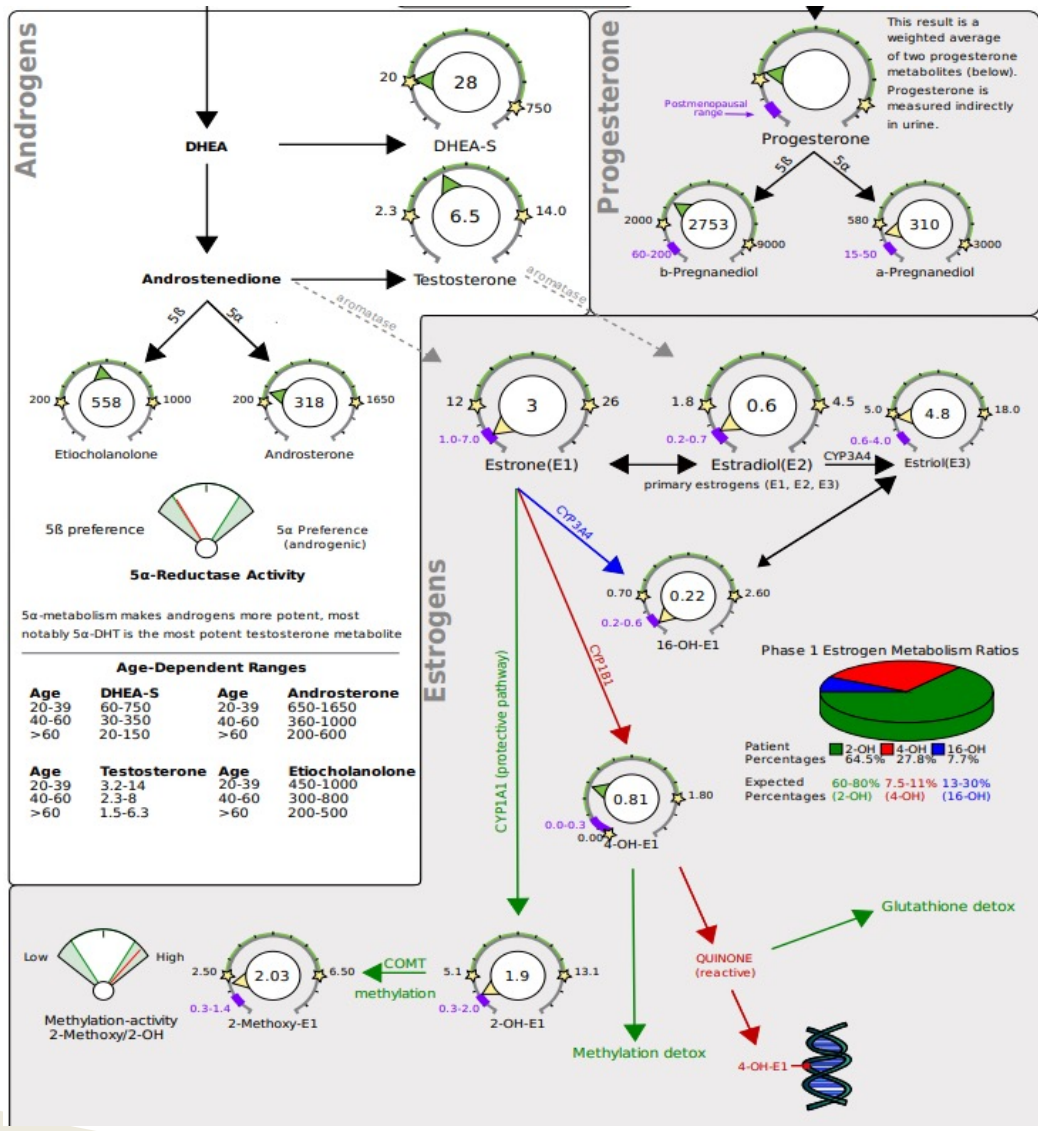 Androgens
DHEA
20
28
750
DHEA-S
2.3
6.5
14.0
Testosterone
Androstenedione
aromatase
aromatase
5ß
5α
200
558
1000
Etiocholanolone
200
318
1650
Androsterone
5ß preference
5α Preference
(androgenic)
5α-Reductase Activity
5α-metabolism makes androgens more potent, most
notably 5α-DHT is the most potent testosterone metabolite
Age-Dependent Ranges
Age DHEA-S Age Androsterone
20-39 60-750 20-39 650-1650
40-60 30-350 40-60 360-1000
>60 20-150 >60 200-600
Age Testosterone Age Etiocholanolone
20-39 3.2-14 20-39 450-1000
40-60 2.3-8 40-60 300-800
>60 1.5-6.3 >60 200-500
Progesterone
This result is a
weighted average
of two progesterone
metabolites (below).
Progesterone is
measured indirectly
in urine.
Postmenopausal
range
Progesterone
5ß
5α
2000
2753
9000
60-200
b-Pregnanediol
580
310
3000
15-50
a-Pregnanediol
Estrogens
12
3
26
1.0-7.0
Estrone(E1)
1.8
0.6
4.5
0.2-0.7
Estradiol(E2)
CYP3A4
5.0
4.8
18.0
0.6-4.0
Estriol(E3)
primary estrogens (E1, E2, E3)
CYP3A4
0.70
0.22
2.60
0.2-0.6
16-OH-E1
CYP1B1
CYP1A1 (protective pathway)
Phase 1 Estrogen Metabolism Ratios
Patient 2-OH 4-OH 16-OH
Percentages 64.5% 27.8% 7.7%
Expected 60-80% 7.5-11% 13-30%
Percentages (2-OH) (4-OH) (16-OH)
0.81
1.80
0.0-0.3
0.00
4-OH-E1
Glutathione detox
QUINONE
(reactive)
4-OH-E1
Methylation detox
Low
High
Methylation-activity
2-Methoxy/2-OH
2.50
2.03
6.50
0.3-1.4
2-Methoxy-E1
COMT
methylation
5.1
1.9
13.1
0.3-2.0
2-OH-E1